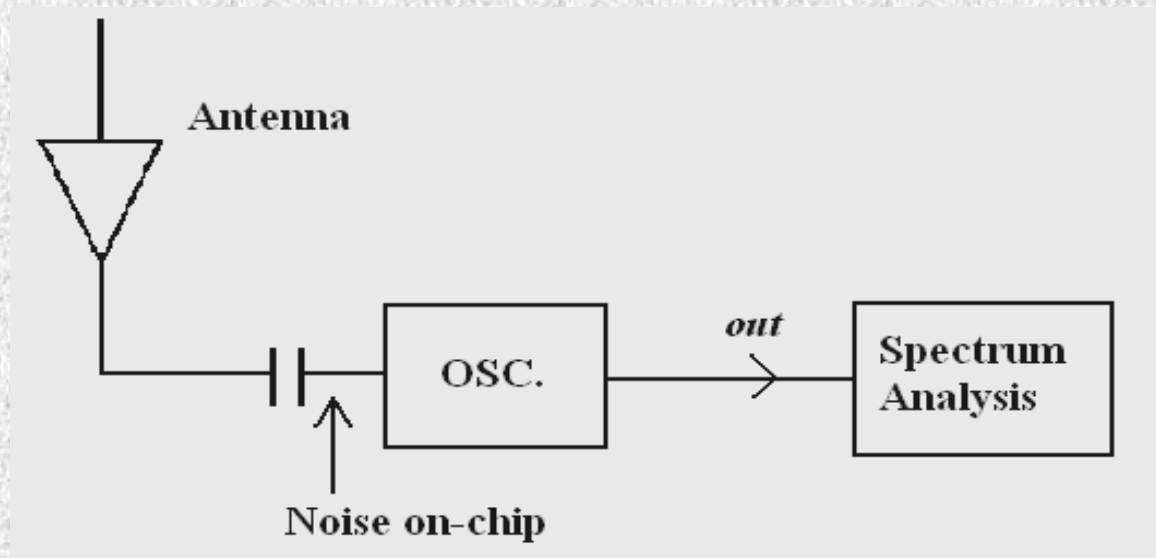 Antenna
OSC.
out
Spectrum
Analysis
Noise on-chip